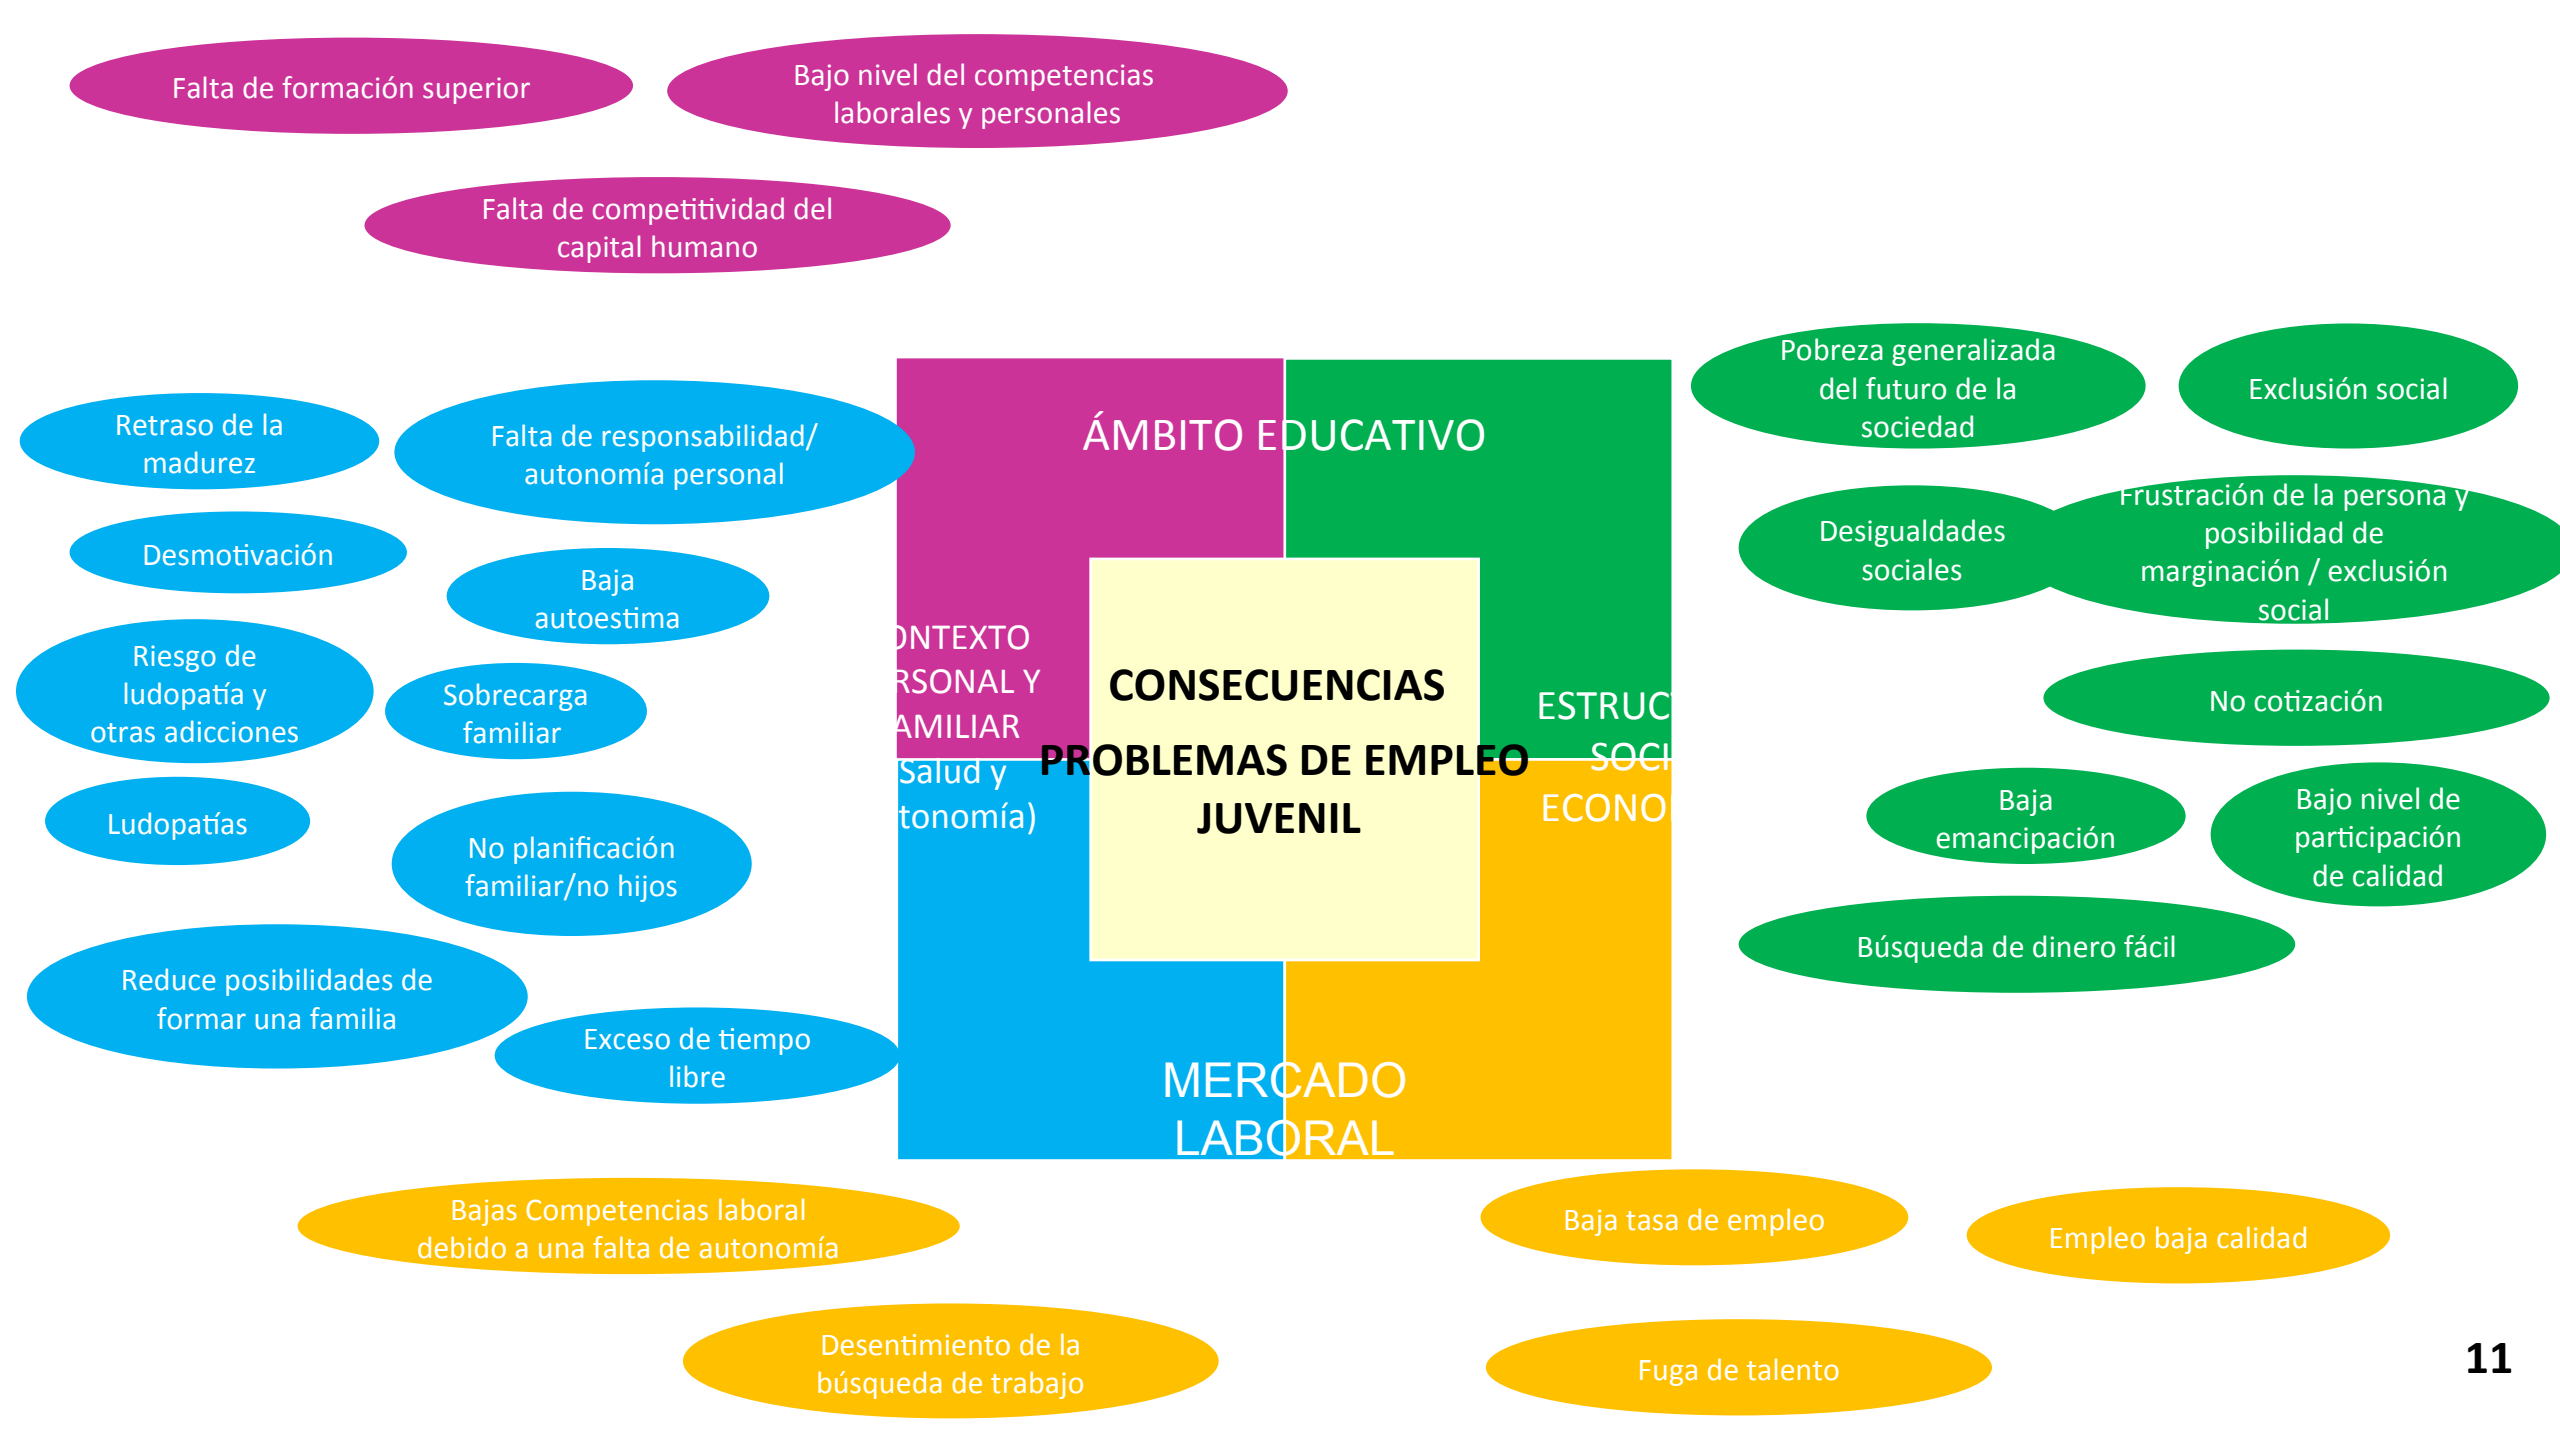 Falta de formación superior
Bajo nivel del competencias
laborales y personales
Falta de competitividad del
capital humano
Retraso de la
madurez
Falta de responsabilidad/
autonomía personal
Desmotivación
Baja
autoestima
Riesgo de
ludopatía y
otras adicciones
Sobrecarga
familiar
Ludopatías
No planificación
familiar/no hijos
Reduce posibilidades de
formar una familia
Exceso de tiempo
libre
ÁMBITO EDUCATIVO
ONTEXTO
RSONAL Y
AMILIAR
Salud y
tonomía)
CONSECUENCIAS
PROBLEMAS DE EMPLEO
JUVENIL
ESTRUC
SOCI
ECONO
MERCADO
LABORAL
Pobreza generalizada
del futuro de la
sociedad
Exclusión social
Desigualdades
sociales
Frustración de la persona y
posibilidad de
marginación / exclusión
social
No cotización
Baja
emancipación
Bajo nivel de
participación
de calidad
Búsqueda de dinero fácil
Bajas Competencias laboral
debido a una falta de autonomía
Desentimiento de la
búsqueda de trabajo
Baja tasa de empleo
Empleo baja calidad
Fuga de talento
11